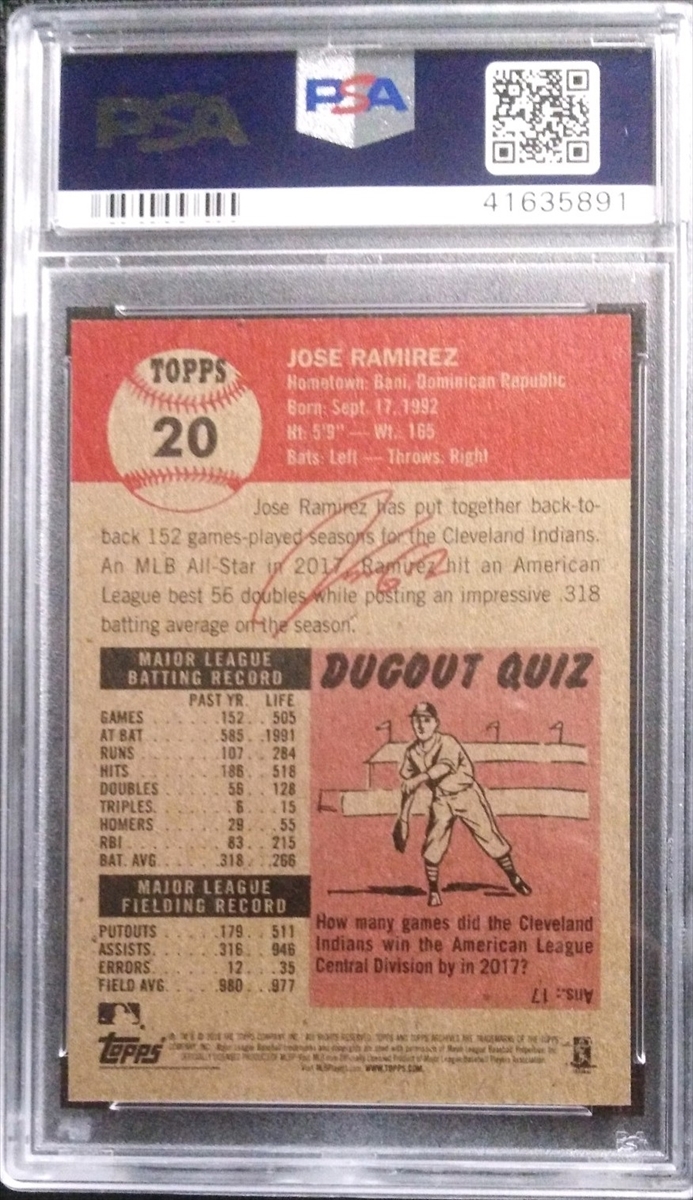 PSA
PSA
41635891
TOPPS
20
JOSE RAMIREZ
Hometown: Bani, Dominican Republic
Born: Sept. 17, 1992
Ht: 5'9" — Wt.: 165
Bats: Left — Throws: Right
Jose Ramirez has put together back-to-
back 152 games-played seasons for the Cleveland Indians.
An MLB All-Star in 2017, Ramirez hit an American
League best 56 doubles while posting an impressive .318
batting average on the season.
MAJOR LEAGUE
BATTING RECORD
PAST YR. LIFE
GAMES 152 505
AT BAT 585 1991
RUNS 107 284
HITS 186 518
DOUBLES 56 128
TRIPLES 6 15
HOMERS 29 55
RBI 83 215
BAT. AVG. .318 .266
MAJOR LEAGUE
FIELDING RECORD
PUTOUTS 179 511
ASSISTS 316 946
ERRORS 12 35
FIELD AVG. .980 .977
DUGOUT QUIZ
How many games did the Cleveland
Indians win the American League
Central Division by in 2017?
Ans.: 17
Topps
WWW.TOPPS.COM